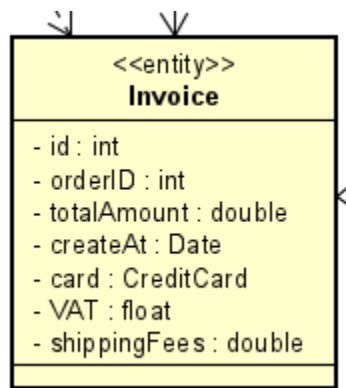 <<entity>>
Invoice
- id : int
- orderID : int
- totalAmount : double
- createAt : Date
- card : CreditCard
- VAT : float
- shippingFees : double